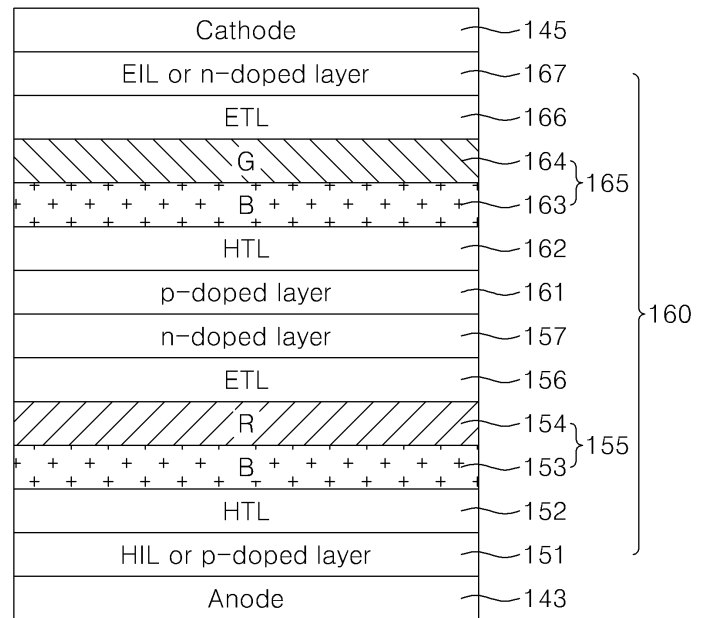 Cathode 145
EIL or n-doped layer 167
ETL 166
G 164
165
B 163
HTL 162
p-doped layer 161
160
n-doped layer 157
ETL 156
R 154
155
B 153
HTL 152
HIL or p-doped layer 151
Anode 143